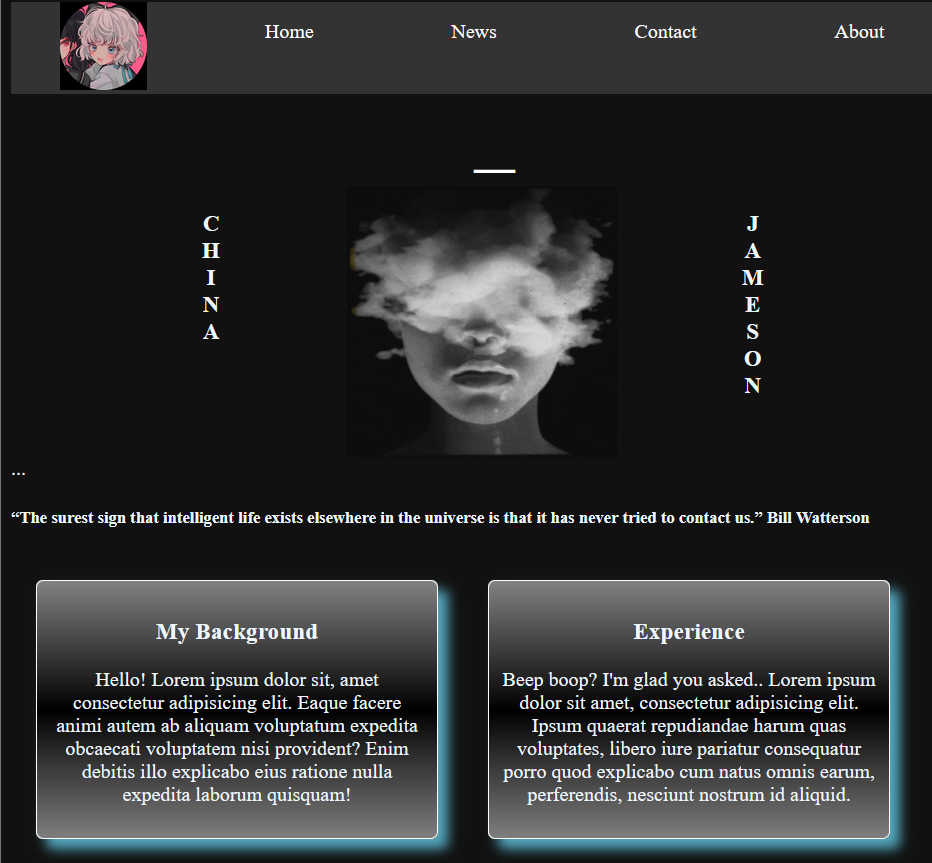 Home News Contact About
C
H
I
N
A
J
A
M
E
S
O
N
...
“The surest sign that intelligent life exists elsewhere in the universe is that it has never tried to contact us.” Bill Watterson
My Background
Hello! Lorem ipsum dolor sit, amet
consectetur adipisicing elit. Eaque facere
animi autem ab aliquam voluptatum expedita
obcaecati voluptatem nisi provident? Enim
debitis illo explicabo eius ratione nulla
expedita laborum quisquam!
Experience
Beep boop? I'm glad you asked.. Lorem ipsum
dolor sit amet, consectetur adipisicing elit.
Ipsum quaerat repudiandae harum quas
voluptates, libero iure pariatur consequatur
porro quod explicabo cum natus omnis earum,
perferendis, nesciunt nostrum id aliquid.